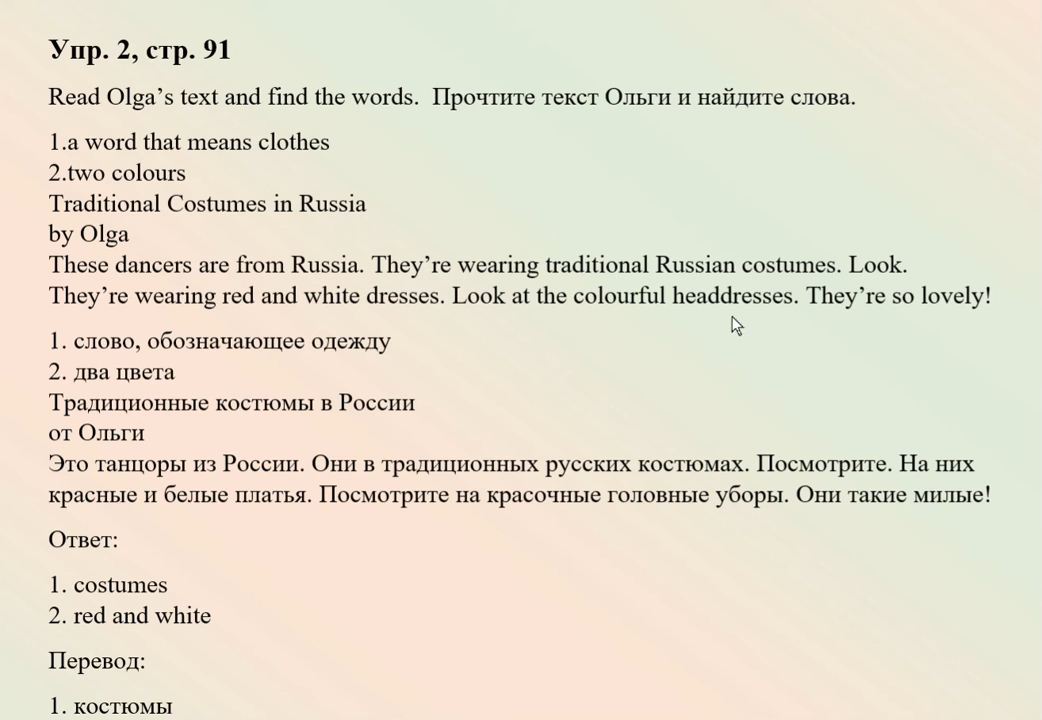 Упр. 2, стр. 91
Read Olga’s text and find the words.  Прочтите текст Ольги и найдите слова.
1.a word that means clothes
2.two colours
Traditional Costumes in Russia
by Olga
These dancers are from Russia. They’re wearing traditional Russian costumes. Look.
They’re wearing red and white dresses. Look at the colourful headdresses. They’re so lovely!
1. слово, обозначающее одежду
2. два цвета
Традиционные костюмы в России
от Ольги
Это танцоры из России. Они в традиционных русских костюмах. Посмотрите. На них
красные и белые платья. Посмотрите на красочные головные уборы. Они такие милые!
Ответ:
1. costumes
2. red and white
Перевод:
1. костюмы